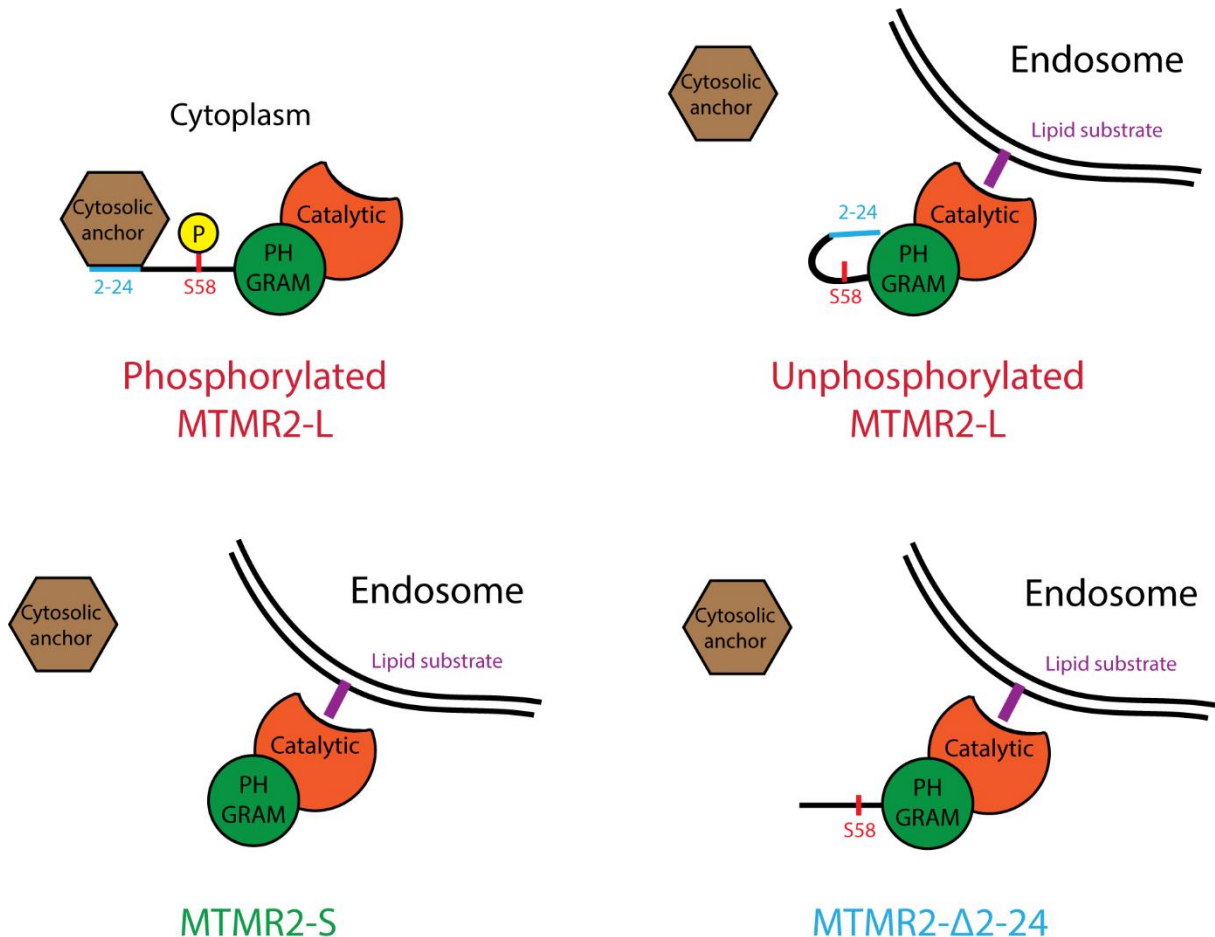 Cytoplasm
Cytosolic
anchor
P
2-24
S58
PH
GRAM
Catalytic
Phosphorylated
MTMR2-L
Cytosolic
anchor
Endosome
Lipid substrate
2-24
S58
PH
GRAM
Catalytic
Unphosphorylated
MTMR2-L
Cytosolic
anchor
Endosome
Lipid substrate
Catalytic
PH
GRAM
MTMR2-S
Cytosolic
anchor
Endosome
Lipid substrate
Catalytic
PH
GRAM
S58
MTMR2-Δ2-24